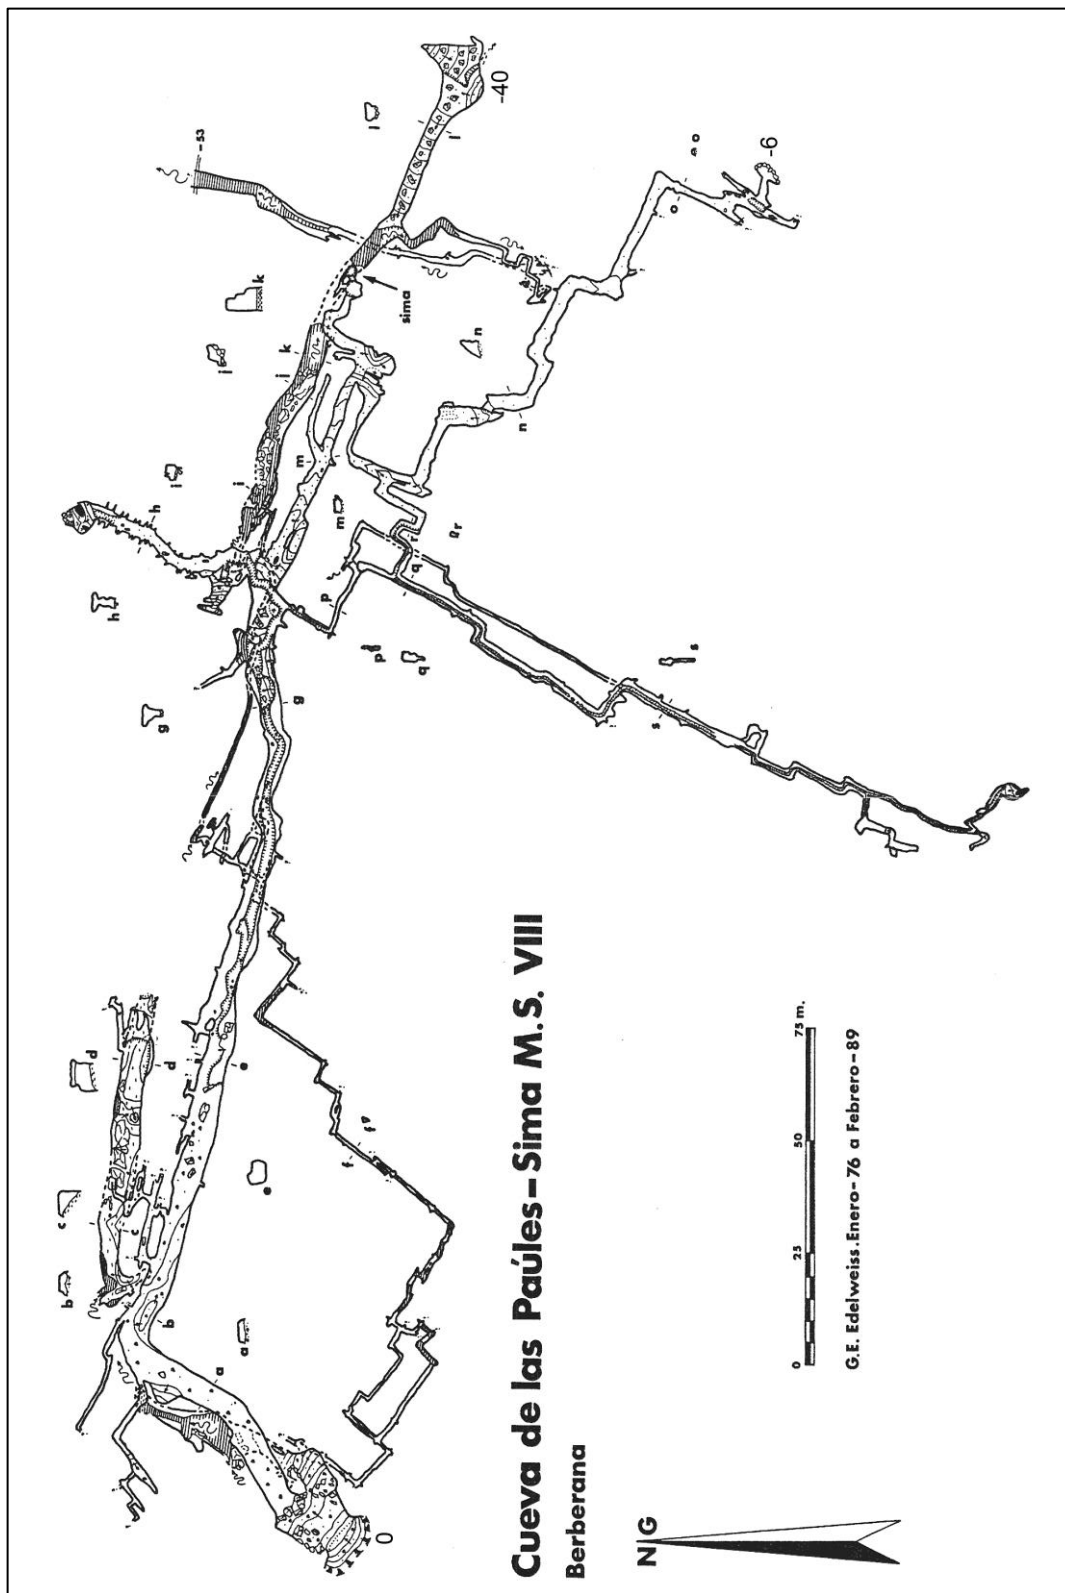 Cueva de las Paúles-Sima M.S. VIII
Berberana
N G
0 25 50 75 m.
G.E. Edelweiss. Enero-76 a Febrero-89
0
-53
-40
-6
sima
a
a
b
b
c
c
d
d
e
e
f
f
g
g
h
h
i
i
j
j
k
k
l
l
m
m
n
n
o
o
p
p
q
q
r
r
s
s